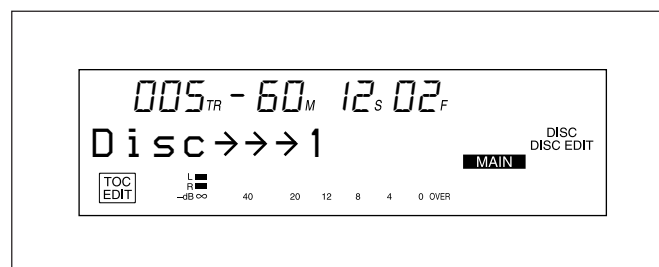 005TR - 60M 12S 02F
Disc→→→1
DISC
DISC EDIT
MAIN
TOC
EDIT
L
R
–dB ∞ 40 20 12 8 4 0 OVER